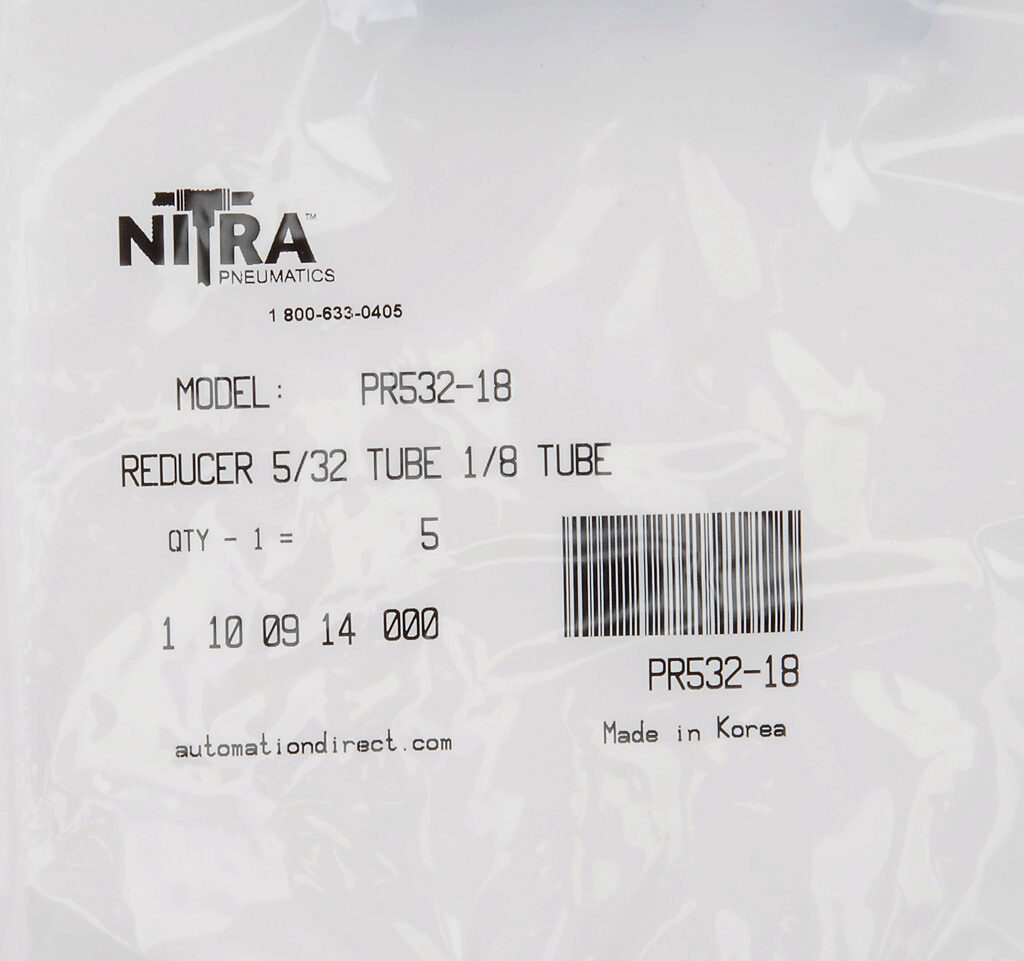 NITRA™
PNEUMATICS
1 800-633-0405
MODEL: PR532-18
REDUCER 5/32 TUBE 1/8 TUBE
QTY - 1 = 5
1 10 09 14 000
PR532-18
automationdirect.com
Made in Korea